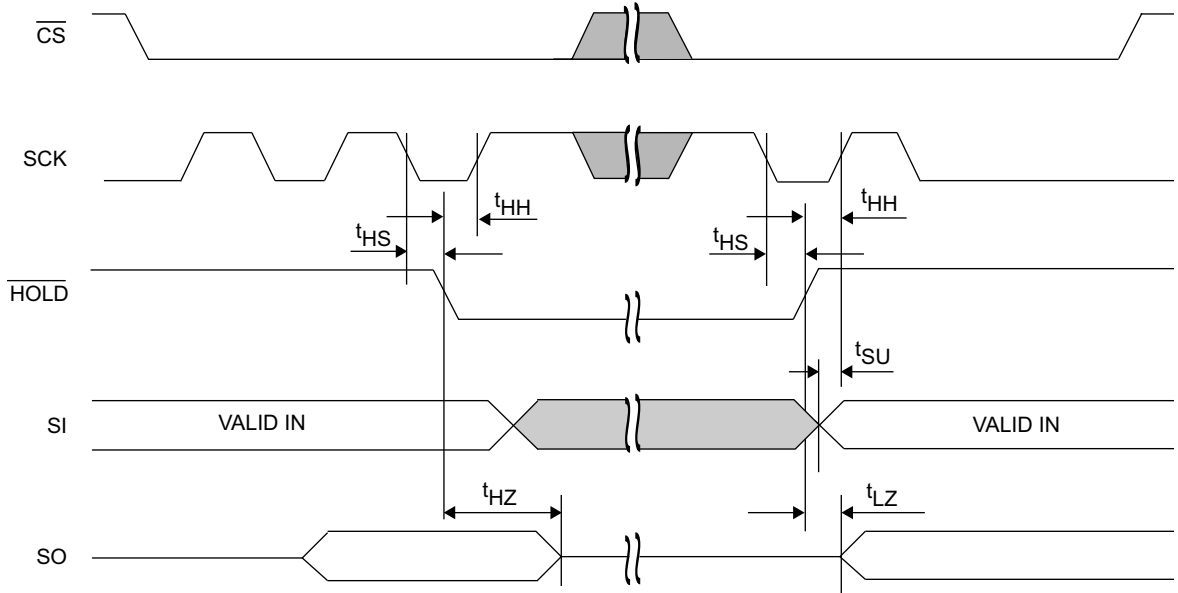 CS
SCK
tHH
tHH
tHS
tHS
HOLD
tSU
SI
VALID IN
VALID IN
tHZ
tLZ
SO